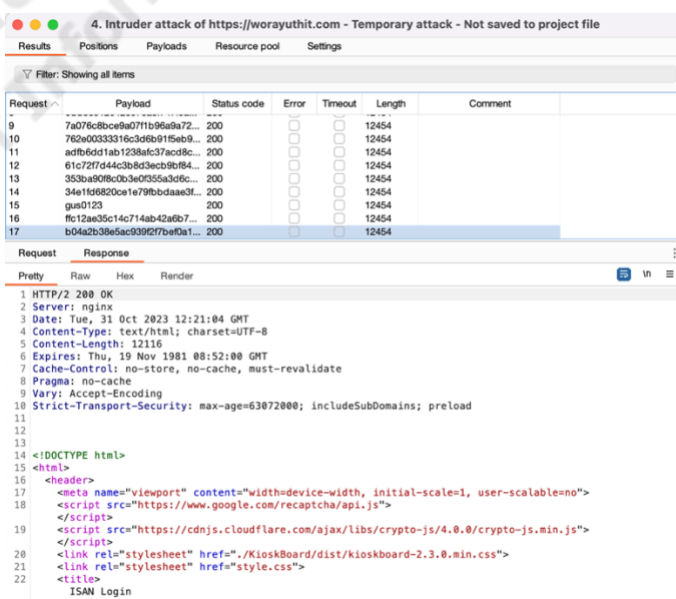 4. Intruder attack of https://worayuthit.com - Temporary attack - Not saved to project file
Results Positions Payloads Resource pool Settings
Filter: Showing all items
Request Payload Status code Error Timeout Length Comment
9 7a076c8bce9a07f1b96a9a72... 200 12454
10 762e00333316c3d6b91f5eb9... 200 12454
11 adfb6dd1ab1238afc37acd8c... 200 12454
12 61c72f7d44c3b8d3ecb9bf84... 200 12454
13 353ba90f8c0b3e0f355a3d6c... 200 12454
14 34e1fd6820ce1e79fbbdaae3f... 200 12454
15 gus0123 200 12454
16 ffc12ae35c14c714ab42a6b7... 200 12454
17 b04a2b38e5ac939f2f7bef0a1... 200 12454
Request Response
Pretty Raw Hex Render \n
1 HTTP/2 200 OK
2 Server: nginx
3 Date: Tue, 31 Oct 2023 12:21:04 GMT
4 Content-Type: text/html; charset=UTF-8
5 Content-Length: 12116
6 Expires: Thu, 19 Nov 1981 08:52:00 GMT
7 Cache-Control: no-store, no-cache, must-revalidate
8 Pragma: no-cache
9 Vary: Accept-Encoding
10 Strict-Transport-Security: max-age=63072000; includeSubDomains; preload
11
12
13
14 <!DOCTYPE html>
15 <html>
16 <header>
17 <meta name="viewport" content="width=device-width, initial-scale=1, user-scalable=no">
18 <script src="https://www.google.com/recaptcha/api.js">
</script>
19 <script src="https://cdnjs.cloudflare.com/ajax/libs/crypto-js/4.0.0/crypto-js.min.js">
</script>
20 <link rel="stylesheet" href="./KioskBoard/dist/kioskboard-2.3.0.min.css">
21 <link rel="stylesheet" href="style.css">
22 <title>
ISAN Login